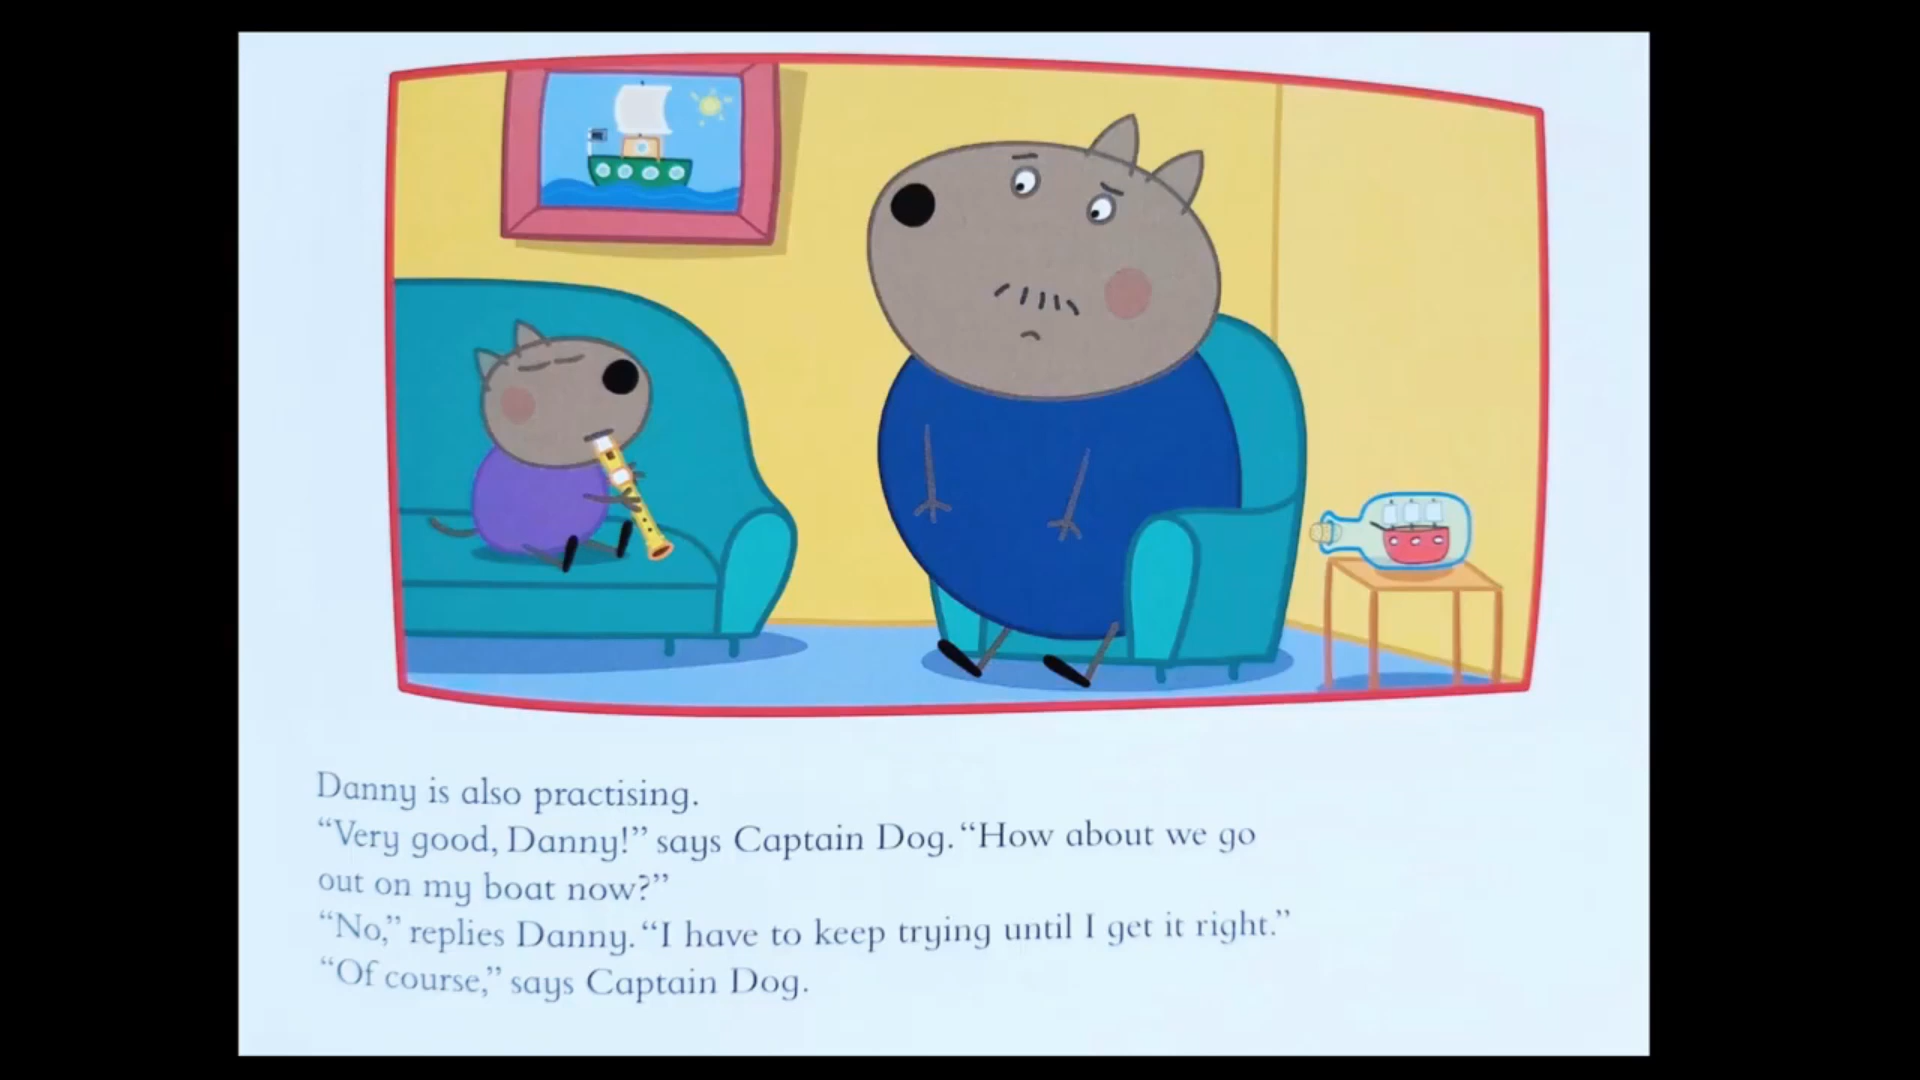 Danny is also practising.
“Very good, Danny!” says Captain Dog. “How about we go
out on my boat now?”
“No,” replies Danny. “I have to keep trying until I get it right.”
“Of course,” says Captain Dog.